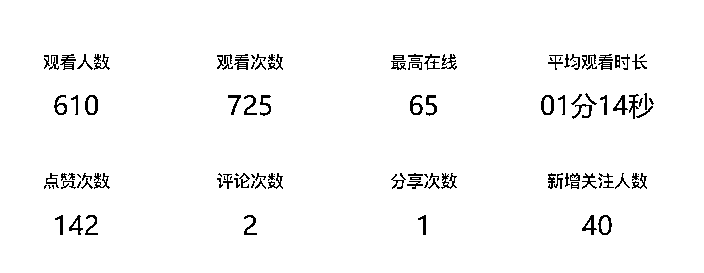 观看人数 观看次数 最高在线 平均观看时长
610 725 65 01分14秒
点赞次数 评论次数 分享次数 新增关注人数
142 2 1 40